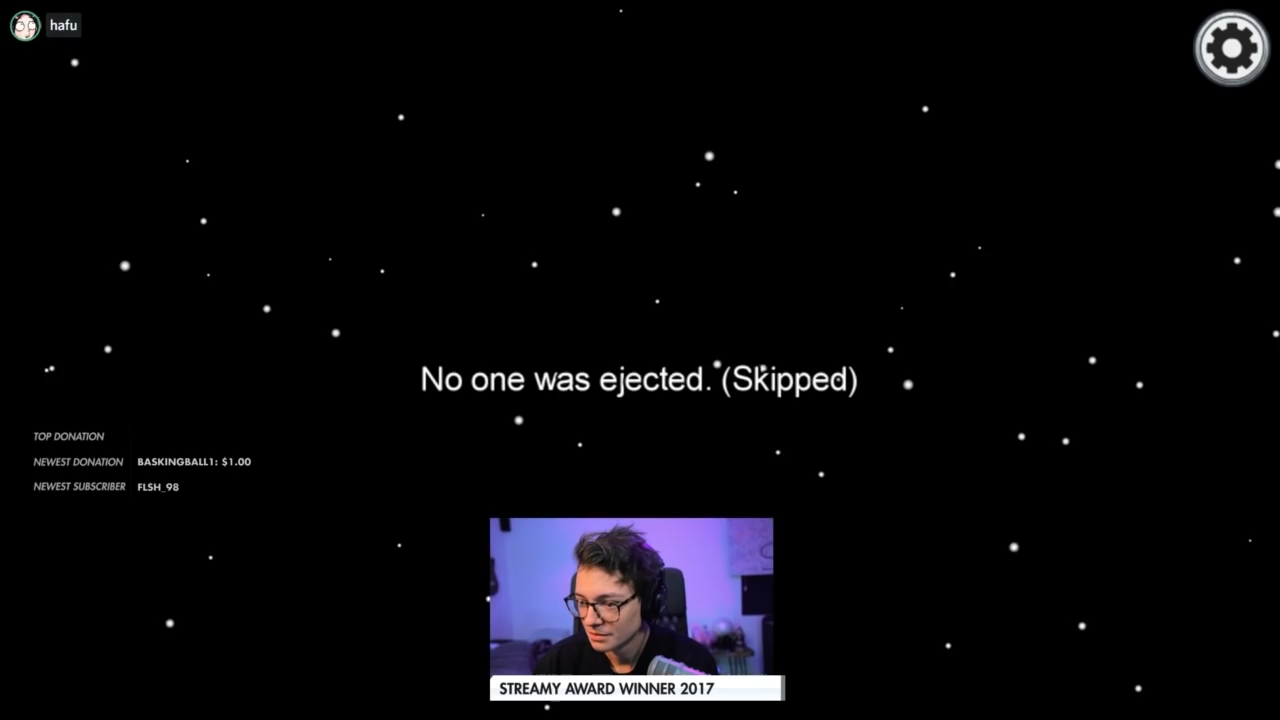 hafu
No one was ejected. (Skipped)
TOP DONATION
NEWEST DONATION BASKINGBALL1: $1.00
NEWEST SUBSCRIBER FLSH_98
STREAMY AWARD WINNER 2017